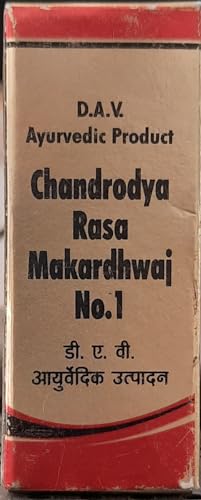 D.A.V.
Ayurvedic Product
Chandrodya
Rasa
Makardhwaj
No.1
डी. ए. वी.
आयुर्वेदिक उत्पादन